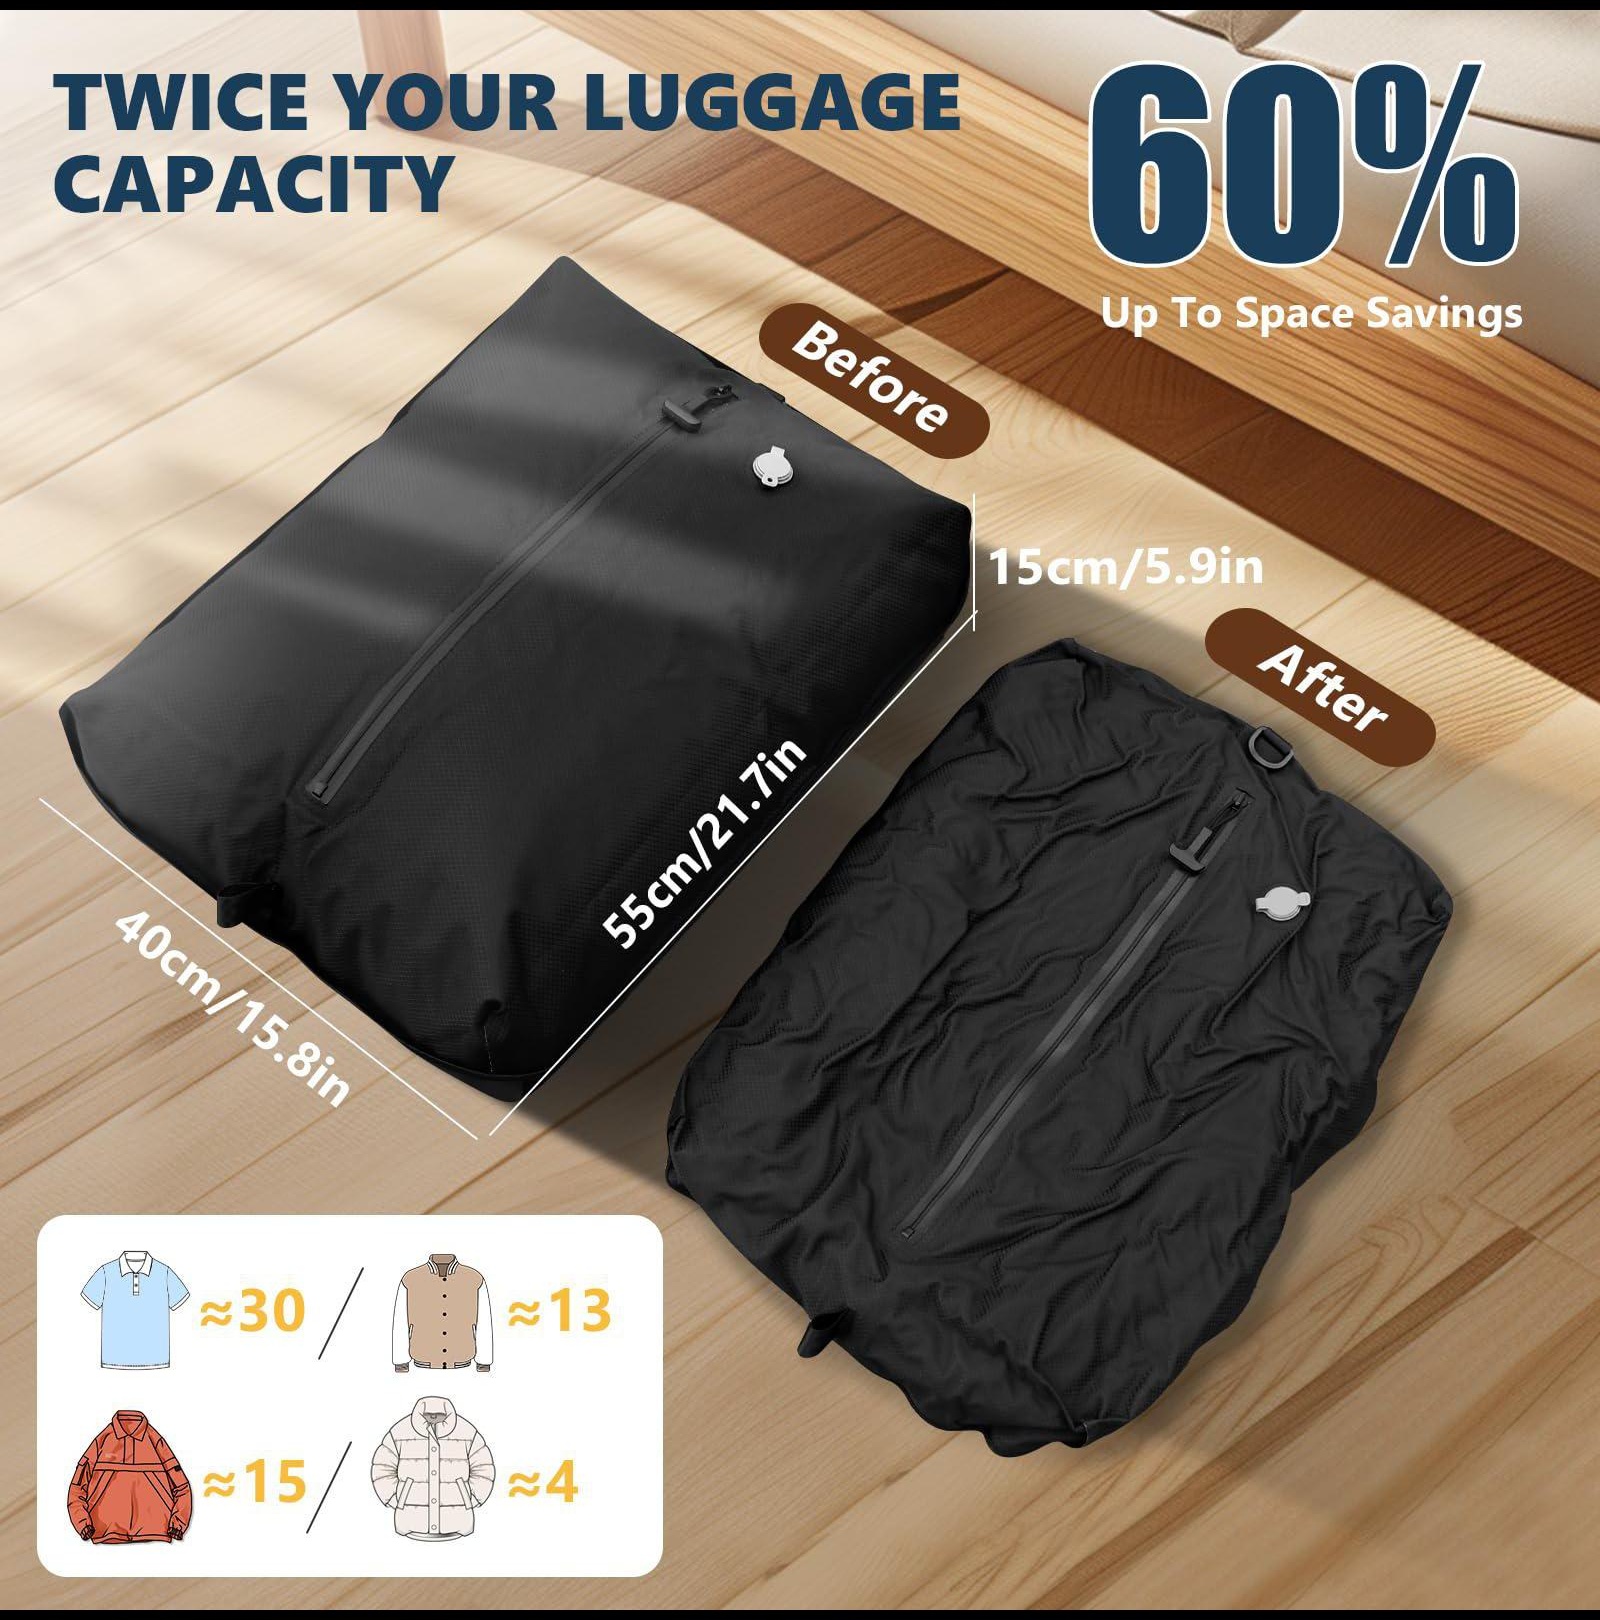 TWICE YOUR LUGGAGE
CAPACITY
60%
Up To Space Savings
Before
15cm/5.9in
After
55cm/21.7in
40cm/15.8in
≈30 / ≈13
≈15 / ≈4